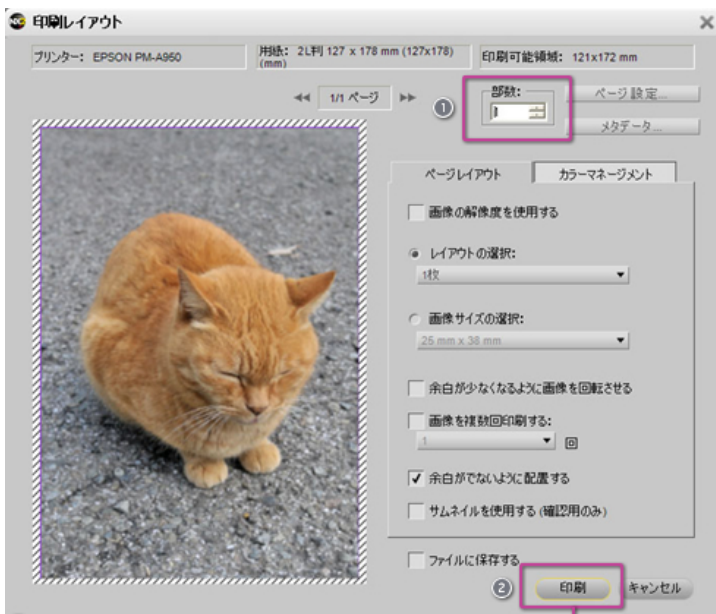 印刷レイアウト
プリンター: EPSON PM-A950
用紙: 2L判 127 x 178 mm (127x178)
(mm)
印刷可能領域: 121x172 mm
1/1 ページ
1
部数:
1
ページ設定...
メタデータ...
ページレイアウト
カラーマネージメント
画像の解像度を使用する
レイアウトの選択:
1枚
画像サイズの選択:
25 mm x 38 mm
余白が少なくなるように画像を回転させる
画像を複数回印刷する:
1
回
余白がでないように配置する
サムネイルを使用する (確認用のみ)
ファイルに保存する
2
印刷
キャンセル